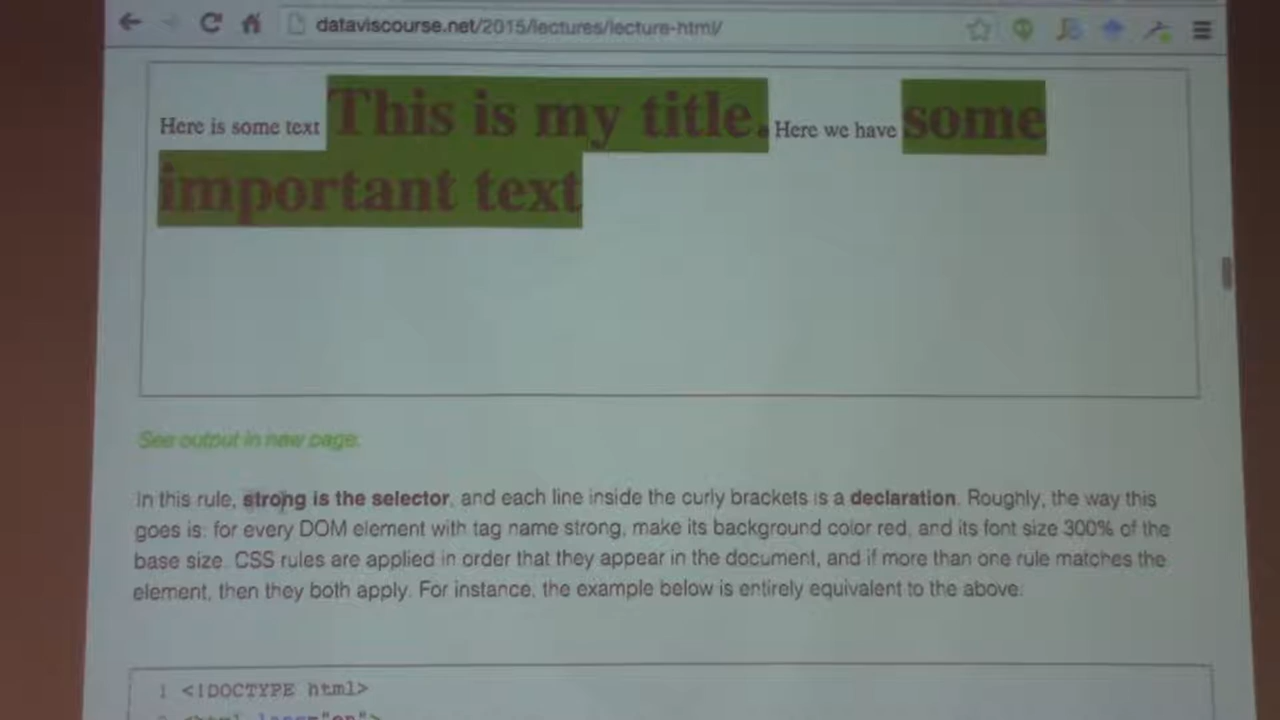 dataviscourse.net/2015/lectures/lecture-html/
Here is some text This is my title. Here we have some
important text
See output in new page.
In this rule, strong is the selector, and each line inside the curly brackets is a declaration. Roughly, the way this
goes is: for every DOM element with tag name strong, make its background color red, and its font size 300% of the
base size. CSS rules are applied in order that they appear in the document, and if more than one rule matches the
element, then they both apply. For instance, the example below is entirely equivalent to the above.
1 <!DOCTYPE html>
<html lang="en">